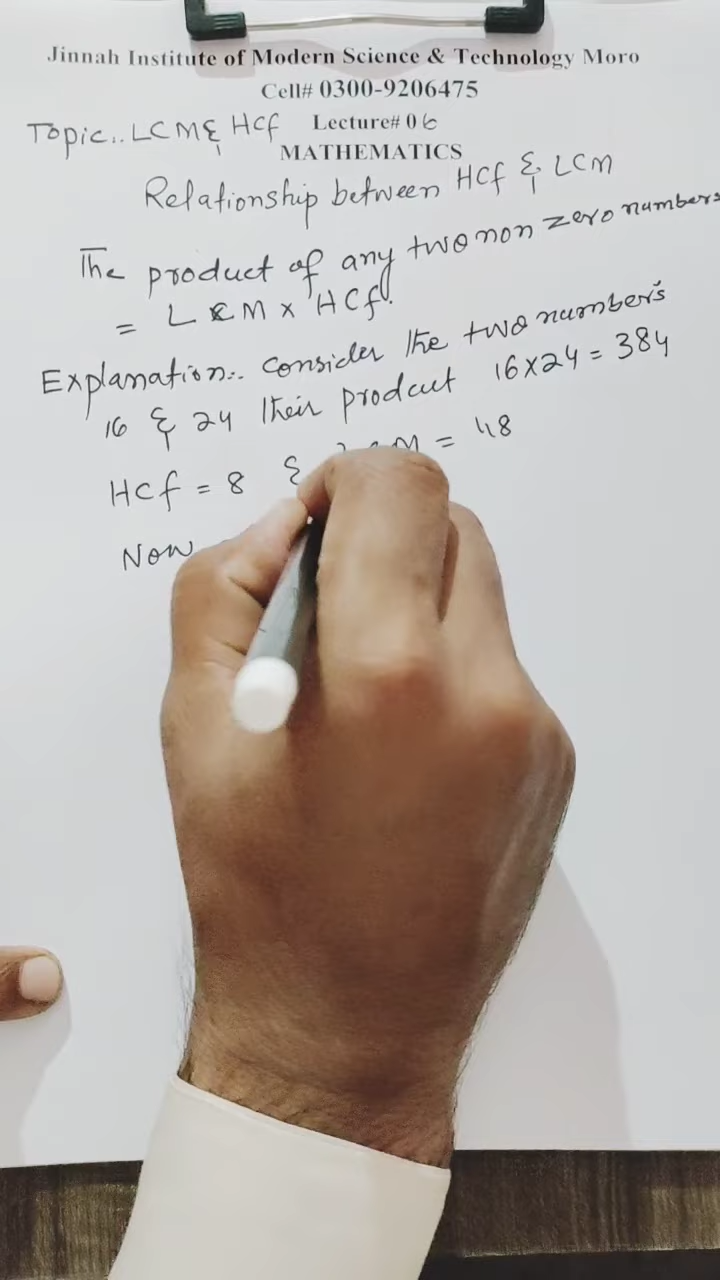 Jinnah Institute of Modern Science & Technology Moro
Cell# 0300-9206475
Topic.. LCM & HCf Lecture# 06
MATHEMATICS
Relationship between HCf & LCM
The product of any two non zero numbers
= LCM x HCf.
Explanation.. consider the two number's
16 & 24 their product 16x24 = 384
HCf = 8 & = 48
Now